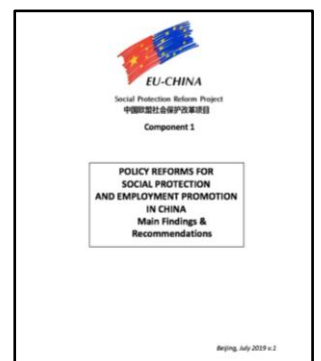 EU-CHINA
Social Protection Reform Project
中国欧盟社会保护改革项目
Component 1
POLICY REFORMS FOR
SOCIAL PROTECTION
AND EMPLOYMENT PROMOTION
IN CHINA
Main Findings &
Recommendations
Beijing, July 2019 v.1